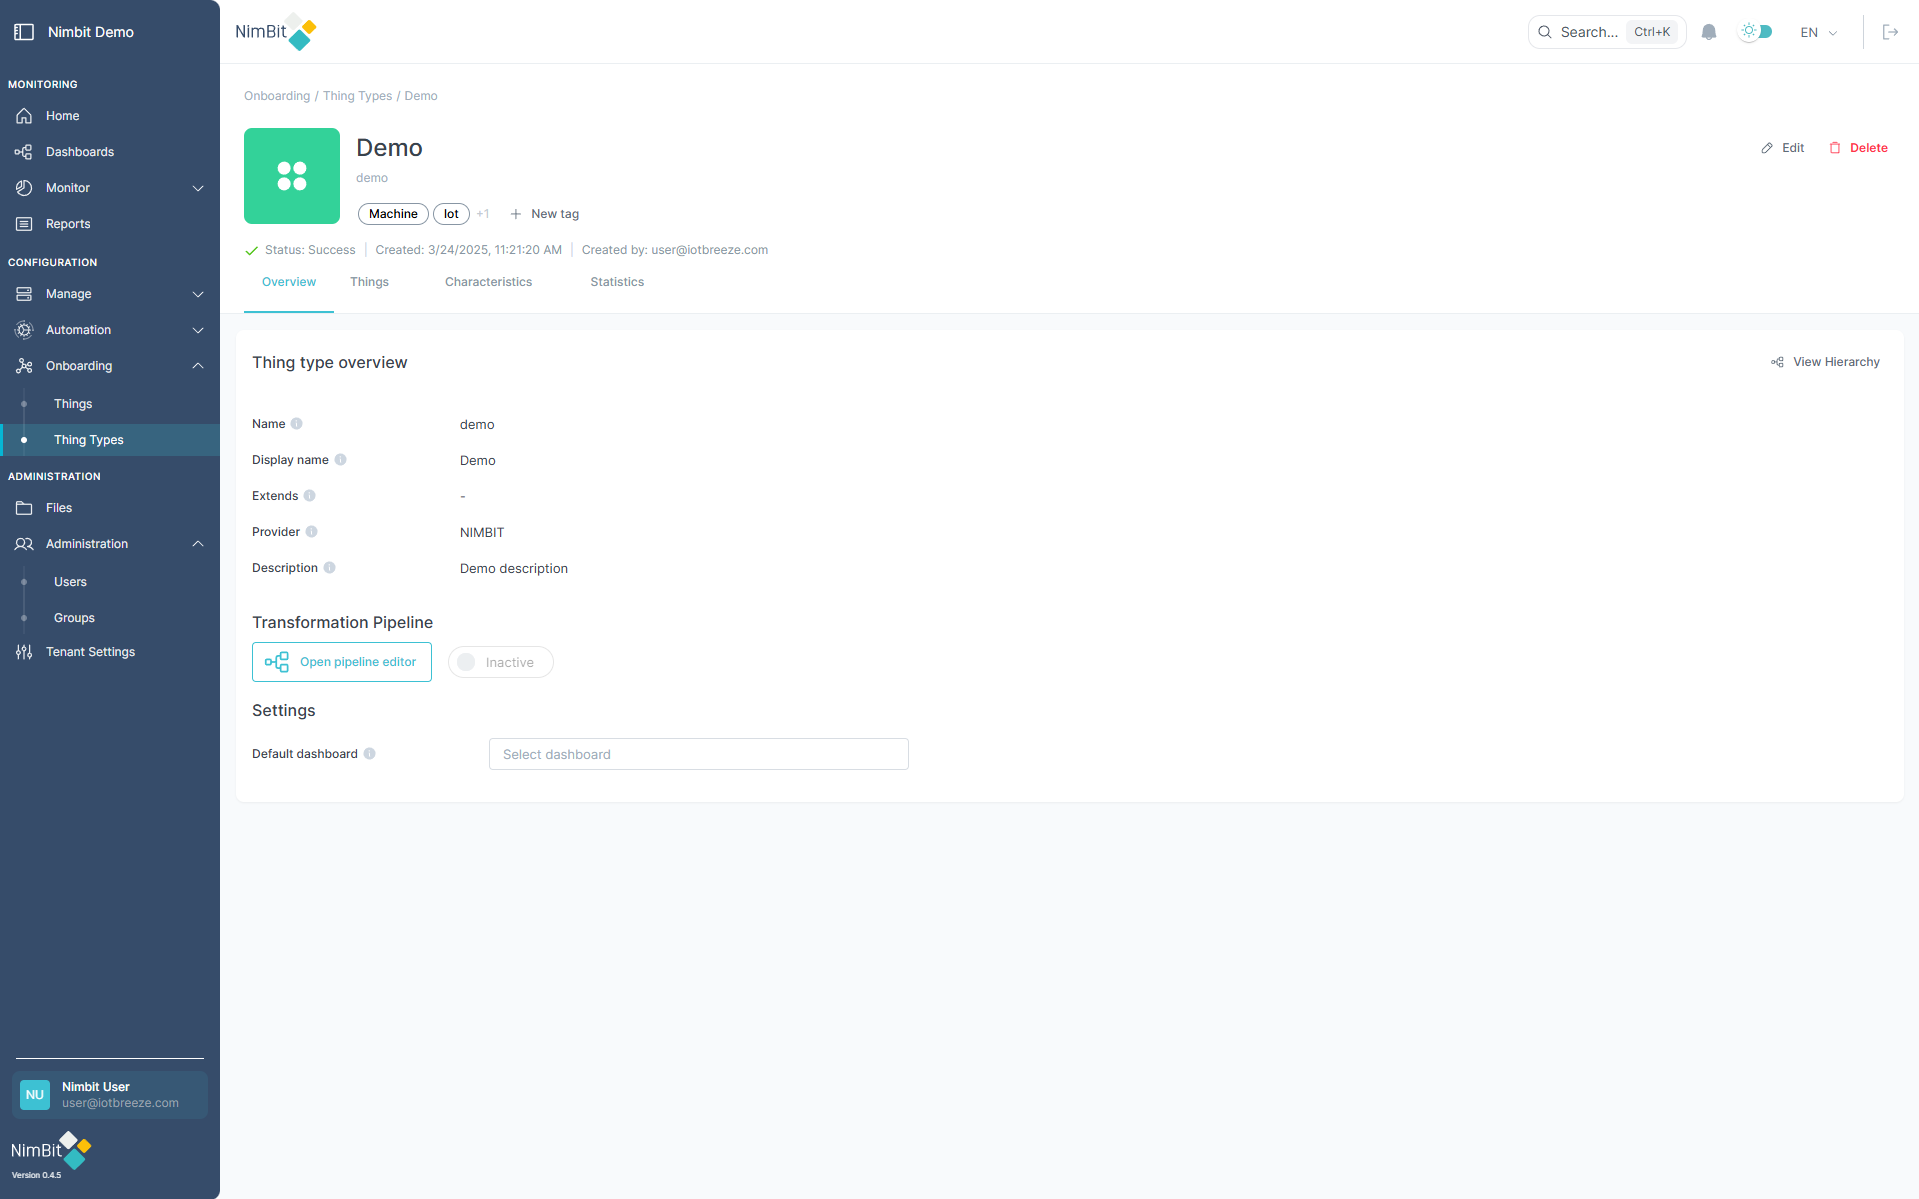 Nimbit Demo
MONITORING
Home
Dashboards
Monitor
Reports
CONFIGURATION
Manage
Automation
Onboarding
Things
Thing Types
ADMINISTRATION
Files
Administration
Users
Groups
Tenant Settings
NU
Nimbit User
user@iotbreeze.com
NimBit
Version 0.4.5
NimBit
Search... Ctrl+K
EN
Onboarding / Thing Types / Demo
Demo
demo
Edit
Delete
Machine Iot +1 New tag
Status: Success Created: 3/24/2025, 11:21:20 AM Created by: user@iotbreeze.com
Overview Things Characteristics Statistics
Thing type overview
View Hierarchy
Name demo
Display name Demo
Extends -
Provider NIMBIT
Description Demo description
Transformation Pipeline
Open pipeline editor Inactive
Settings
Default dashboard Select dashboard